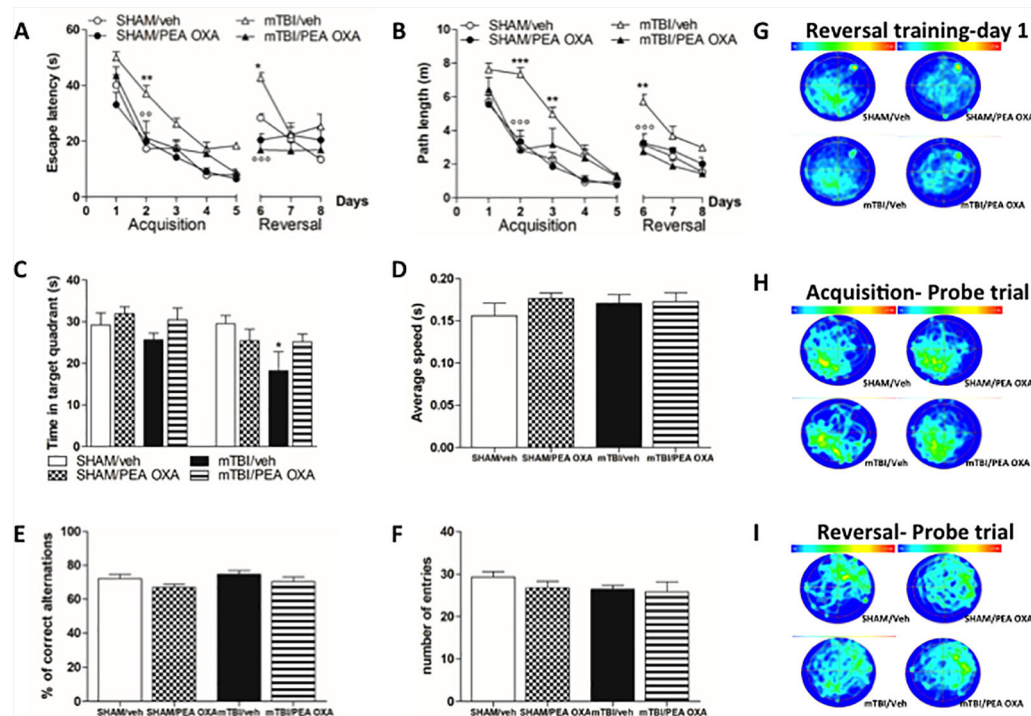 A
SHAM/veh
mTBI/veh
SHAM/PEA OXA
mTBI/PEA OXA
Escape latency (s)
60
40
20
0
**
°°
*
°°°
0 1 2 3 4 5 6 7 8 Days
Acquisition Reversal
B
SHAM/veh
mTBI/veh
SHAM/PEA OXA
mTBI/PEA OXA
Path length (m)
10
8
6
4
2
0
***
**
°°°
**
°°°
0 1 2 3 4 5 6 7 8 Days
Acquisition Reversal
G Reversal training-day 1
SHAM/Veh
SHAM/PEA OXA
mTBI/Veh
mTBI/PEA OXA
C
Time in target quadrant (s)
40
30
20
10
0
*
SHAM/veh
mTBI/veh
SHAM/PEA OXA
mTBI/PEA OXA
D
Average speed (s)
0.20
0.15
0.10
0.05
0.00
SHAM/veh SHAM/PEA OXA mTBI/veh mTBI/PEA OXA
H Acquisition- Probe trial
SHAM/Veh
SHAM/PEA OXA
mTBI/Veh
mTBI/PEA OXA
E
% of correct alternations
100
80
60
40
20
0
SHAM/veh SHAM/PEA OXA mTBI/veh mTBI/PEA OXA
F
number of entries
40
30
20
10
0
SHAM/veh SHAM/PEA OXA mTBI/veh mTBI/PEA OXA
I Reversal- Probe trial
SHAM/Veh
SHAM/PEA OXA
mTBI/Veh
mTBI/PEA OXA